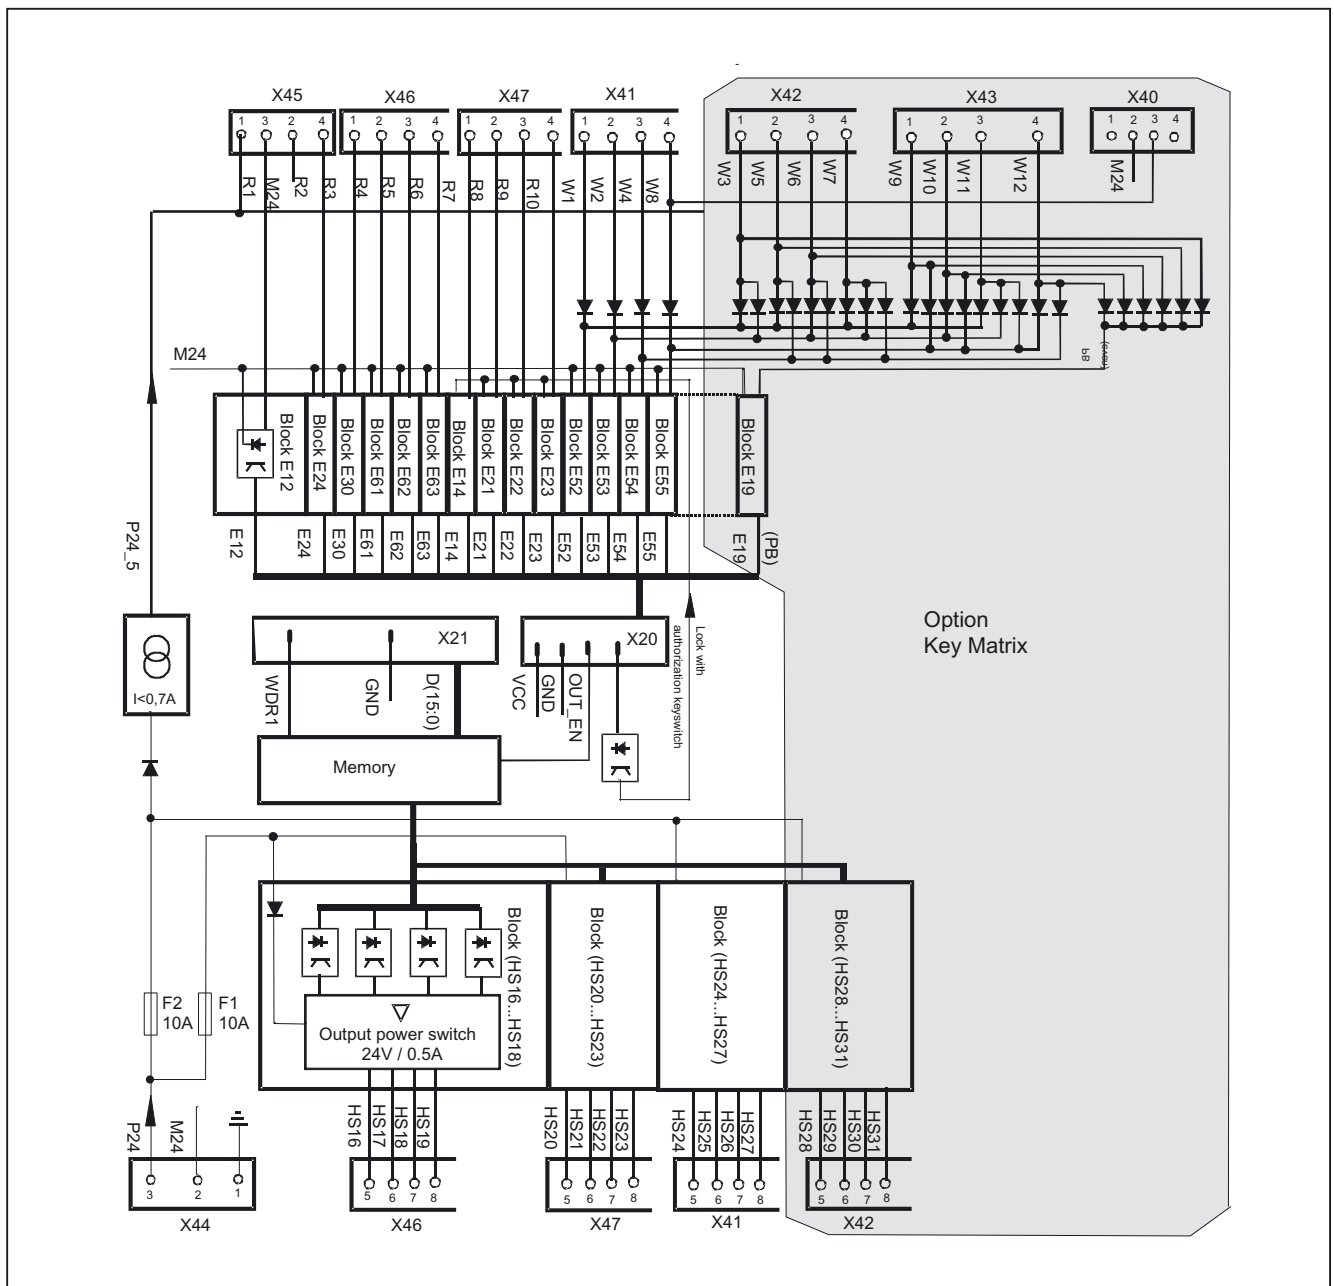 X45 X46 X47 X41 X42 X43 X40
1 3 2 4 1 2 3 4 1 2 3 4 1 2 3 4 1 2 3 4 1 2 3 4 1 2 3 4
R1 M24 R2 R3 R4 R5 R6 R7 R8 R9 R10 W1 W2 W4 W8 W3 W5 W6 W7 W9 W10 W11 W12 M24
M24
PB
Block E12
Block E24
Block E30
Block E61
Block E62
Block E63
Block E14
Block E21
Block E22
Block E23
Block E52
Block E53
Block E54
Block E55
Block E19
P24_5
E12 E24 E30 E61 E62 E63 E14 E21 E22 E23 E52 E53 E54 E55 E19 (PB)
X21
X20
WDR1
GND
D(15:0)
VCC
GND
OUT_EN
Lock with
authorization keyswitch
Option
Key Matrix
I<0,7A
Memory
F2
10A
F1
10A
Output power switch
24V / 0.5A
Block (HS16...HS18)
Block (HS20...HS23)
Block (HS24...HS27)
Block (HS28...HS31)
P24 M24
HS16 HS17 HS18 HS19 HS20 HS21 HS22 HS23 HS24 HS25 HS26 HS27 HS28 HS29 HS30 HS31
3 2 1 5 6 7 8 5 6 7 8 5 6 7 8 5 6 7 8
X44 X46 X47 X41 X42